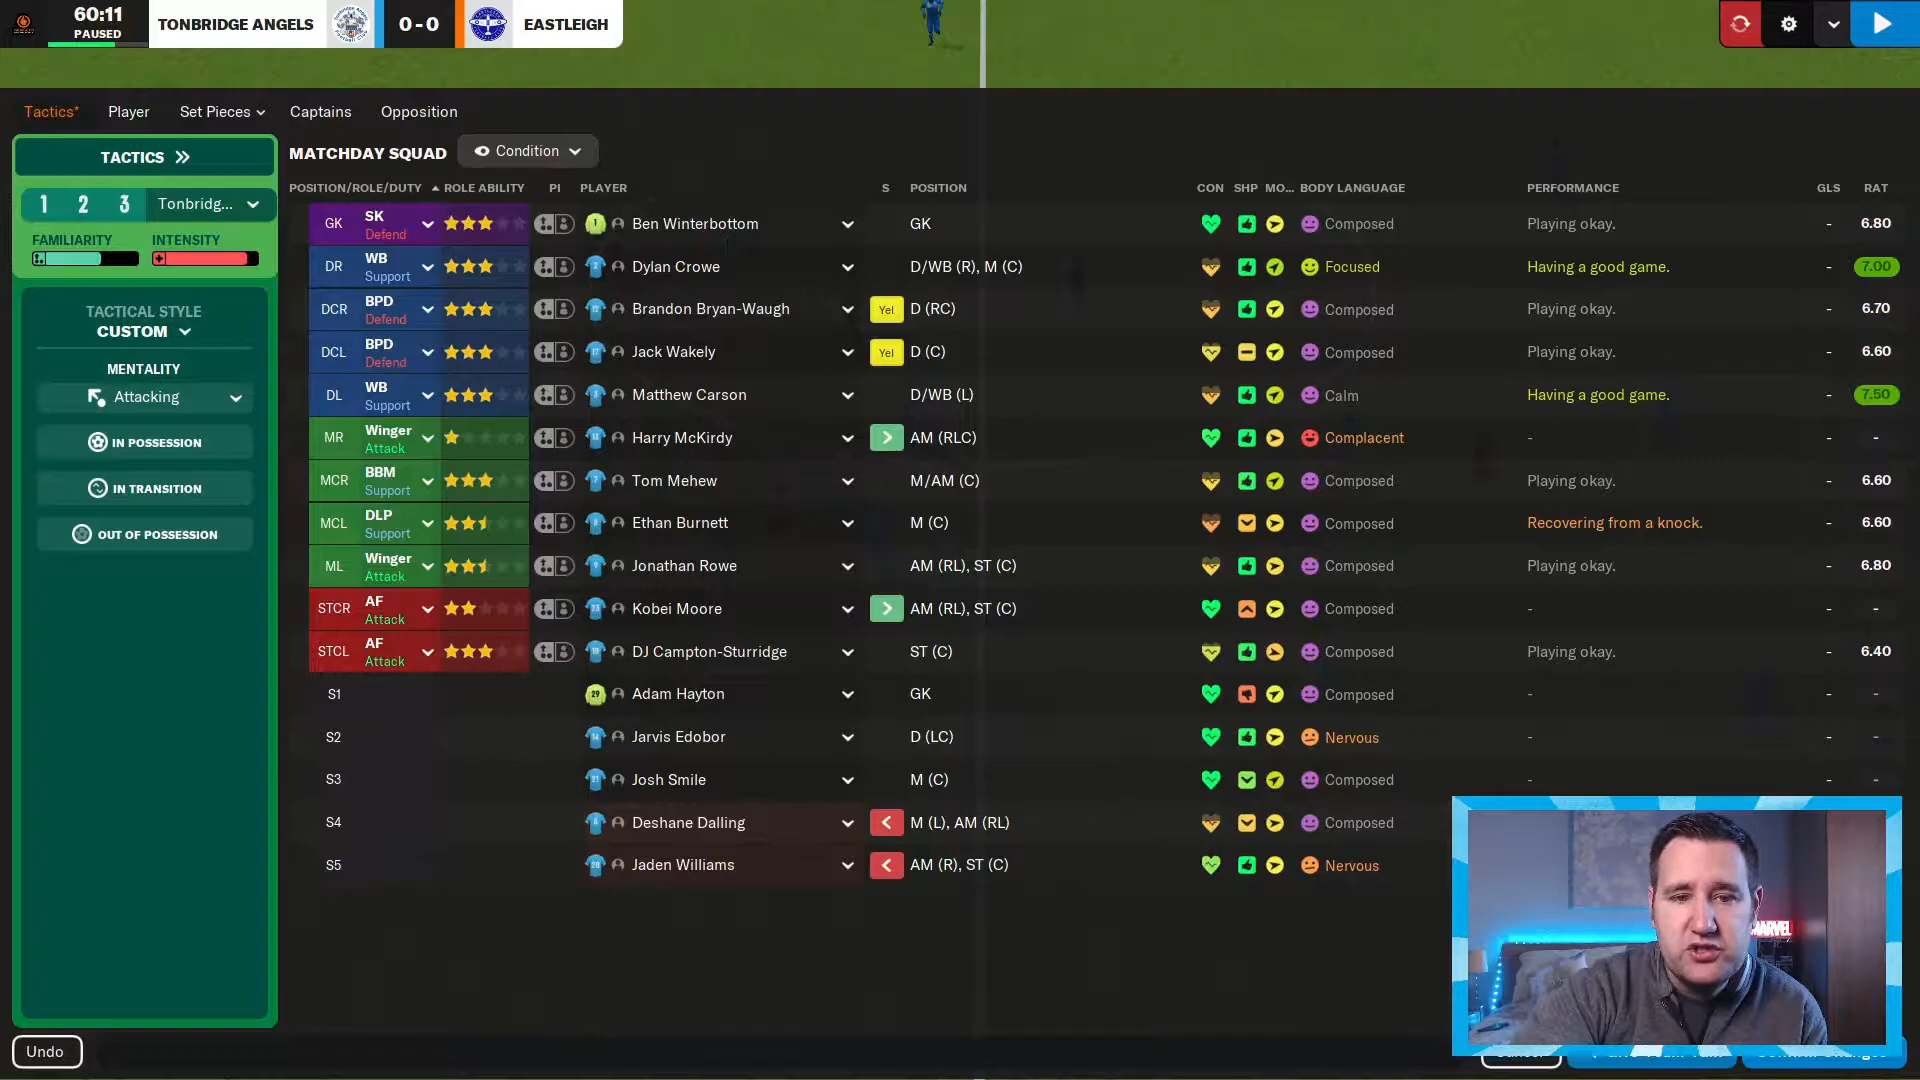 60:11
PAUSED
TONBRIDGE ANGELS
0 - 0
EASTLEIGH
Tactics*
Player
Set Pieces
Captains
Opposition
TACTICS
1 2 3 Tonbridg...
FAMILIARITY
INTENSITY
TACTICAL STYLE
CUSTOM
MENTALITY
Attacking
IN POSSESSION
IN TRANSITION
OUT OF POSSESSION
MATCHDAY SQUAD
Condition
POSITION/ROLE/DUTY ROLE ABILITY PI PLAYER S POSITION CON SHP MO... BODY LANGUAGE PERFORMANCE GLS RAT
GK SK Defend 1 Ben Winterbottom GK Composed Playing okay. - 6.80
DR WB Support 2 Dylan Crowe D/WB (R), M (C) Focused Having a good game. - 7.00
DCR BPD Defend Brandon Bryan-Waugh Yel D (RC) Composed Playing okay. - 6.70
DCL BPD Defend Jack Wakely Yel D (C) Composed Playing okay. - 6.60
DL WB Support Matthew Carson D/WB (L) Calm Having a good game. - 7.50
MR Winger Attack Harry McKirdy AM (RLC) Complacent - - -
MCR BBM Support Tom Mehew M/AM (C) Composed Playing okay. - 6.60
MCL DLP Support Ethan Burnett M (C) Composed Recovering from a knock. - 6.60
ML Winger Attack Jonathan Rowe AM (RL), ST (C) Composed Playing okay. - 6.80
STCR AF Attack Kobei Moore AM (RL), ST (C) Composed - - -
STCL AF Attack DJ Campton-Sturridge ST (C) Composed Playing okay. - 6.40
S1 29 Adam Hayton GK Composed - - -
S2 Jarvis Edobor D (LC) Nervous - - -
S3 Josh Smile M (C) Composed - - -
S4 Deshane Dalling M (L), AM (RL) Composed
S5 Jaden Williams AM (R), ST (C) Nervous
MARVEL
Undo